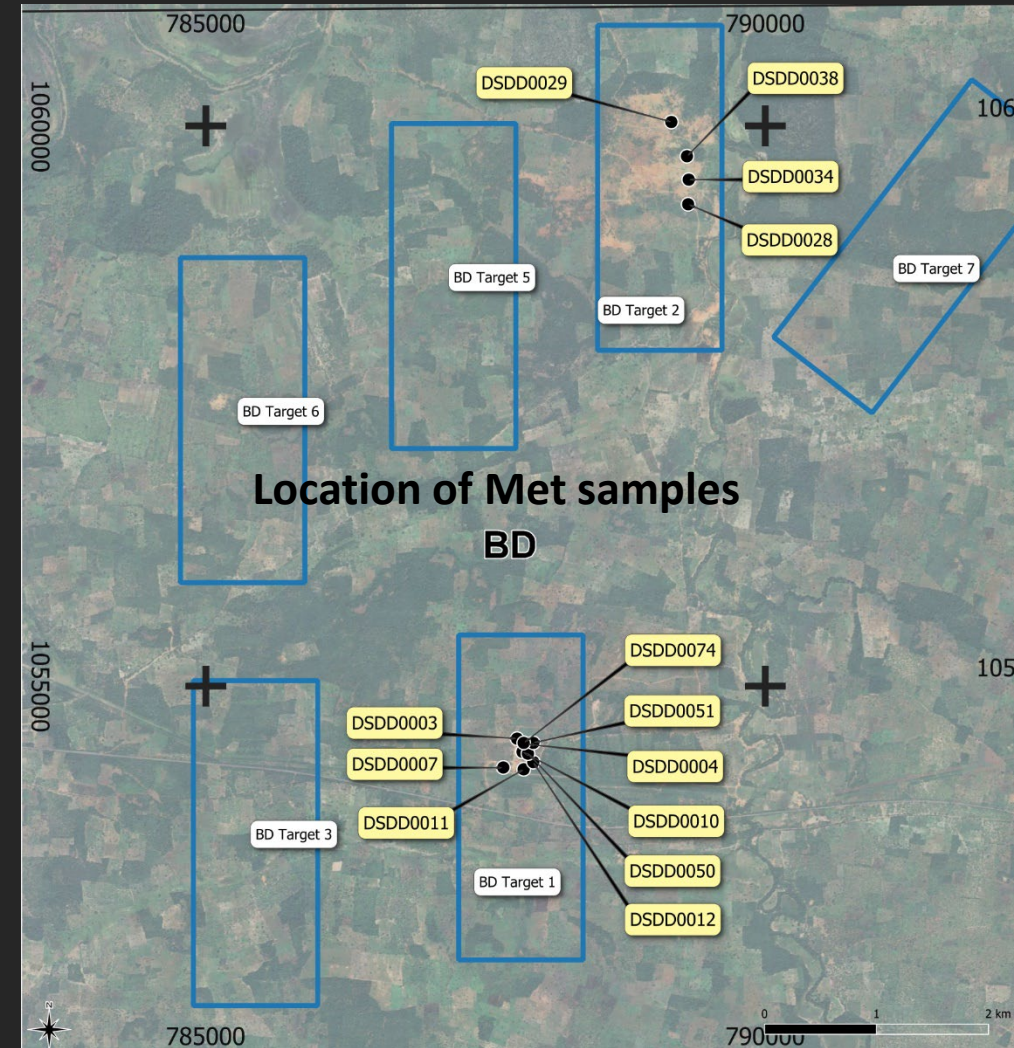 785000
790000
DSDD0029
DSDD0038
1060000
106
DSDD0034
DSDD0028
BD Target 7
BD Target 5
BD Target 2
BD Target 6
Location of Met samples
BD
1055000
105
DSDD0074
DSDD0003
DSDD0051
DSDD0007
DSDD0004
DSDD0011
DSDD0010
BD Target 3
DSDD0050
BD Target 1
DSDD0012
N
0 1 2 km
785000
790000